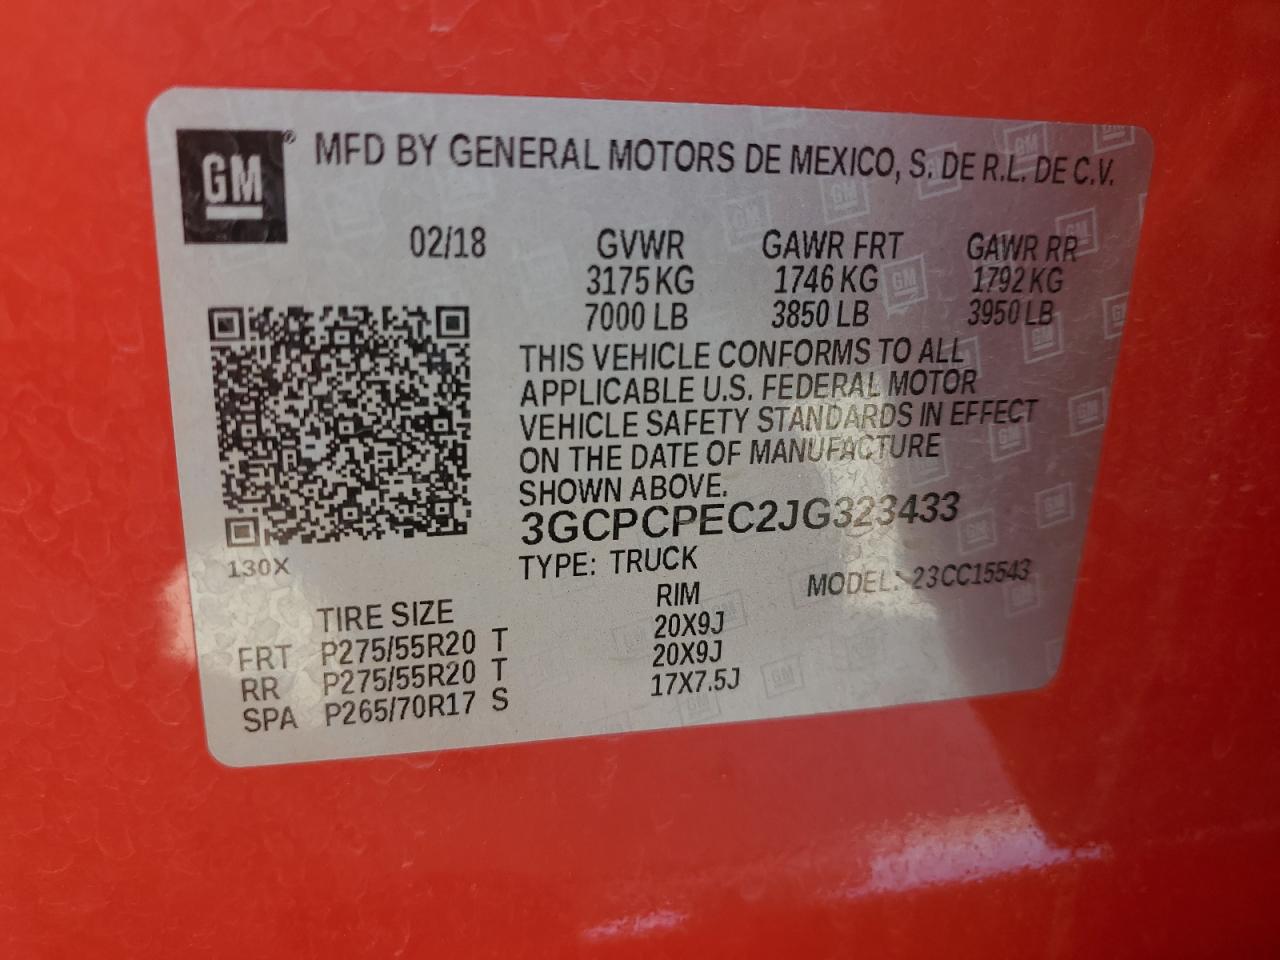 GM® MFD BY GENERAL MOTORS DE MEXICO, S. DE R.L. DE C.V.
02/18 GVWR GAWR FRT GAWR RR
3175 KG 1746 KG 1792 KG
7000 LB 3850 LB 3950 LB
THIS VEHICLE CONFORMS TO ALL
APPLICABLE U.S. FEDERAL MOTOR
VEHICLE SAFETY STANDARDS IN EFFECT
ON THE DATE OF MANUFACTURE
SHOWN ABOVE.
3GCPCPEC2JG323433
130X TYPE: TRUCK MODEL: 23CC15543
TIRE SIZE RIM
FRT P275/55R20 T 20X9J
RR P275/55R20 T 20X9J
SPA P265/70R17 S 17X7.5J